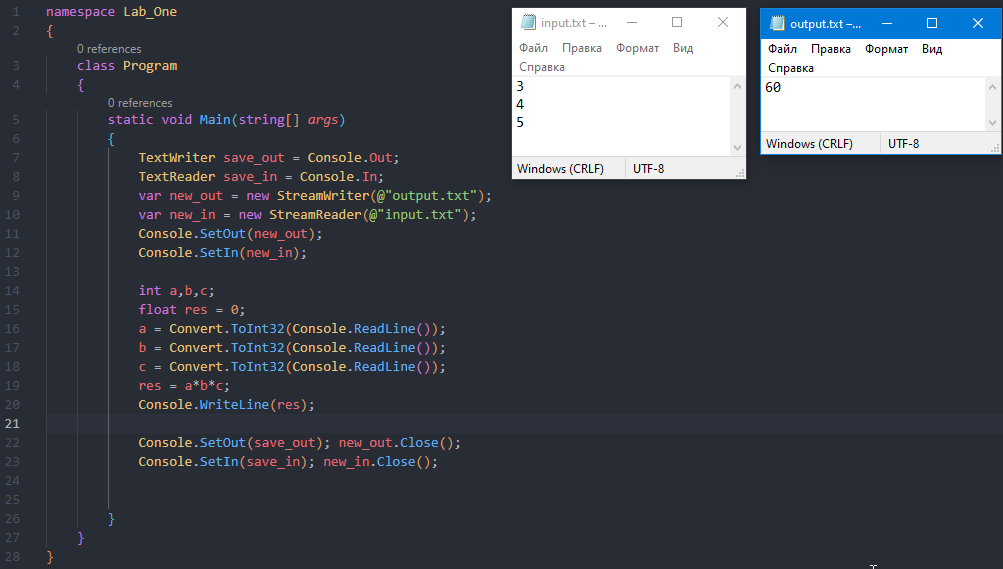 1 namespace Lab_One
2 {
0 references
3 class Program
4 {
0 references
5 static void Main(string[] args)
6 {
7 TextWriter save_out = Console.Out;
8 TextReader save_in = Console.In;
9 var new_out = new StreamWriter(@"output.txt");
10 var new_in = new StreamReader(@"input.txt");
11 Console.SetOut(new_out);
12 Console.SetIn(new_in);
13
14 int a,b,c;
15 float res = 0;
16 a = Convert.ToInt32(Console.ReadLine());
17 b = Convert.ToInt32(Console.ReadLine());
18 c = Convert.ToInt32(Console.ReadLine());
19 res = a*b*c;
20 Console.WriteLine(res);
21
22 Console.SetOut(save_out); new_out.Close();
23 Console.SetIn(save_in); new_in.Close();
24
25
26 }
27 }
28 }
input.txt – ...
Файл Правка Формат Вид
Справка
3
4
5
Windows (CRLF) UTF-8
output.txt –...
Файл Правка Формат Вид
Справка
60
Windows (CRLF) UTF-8